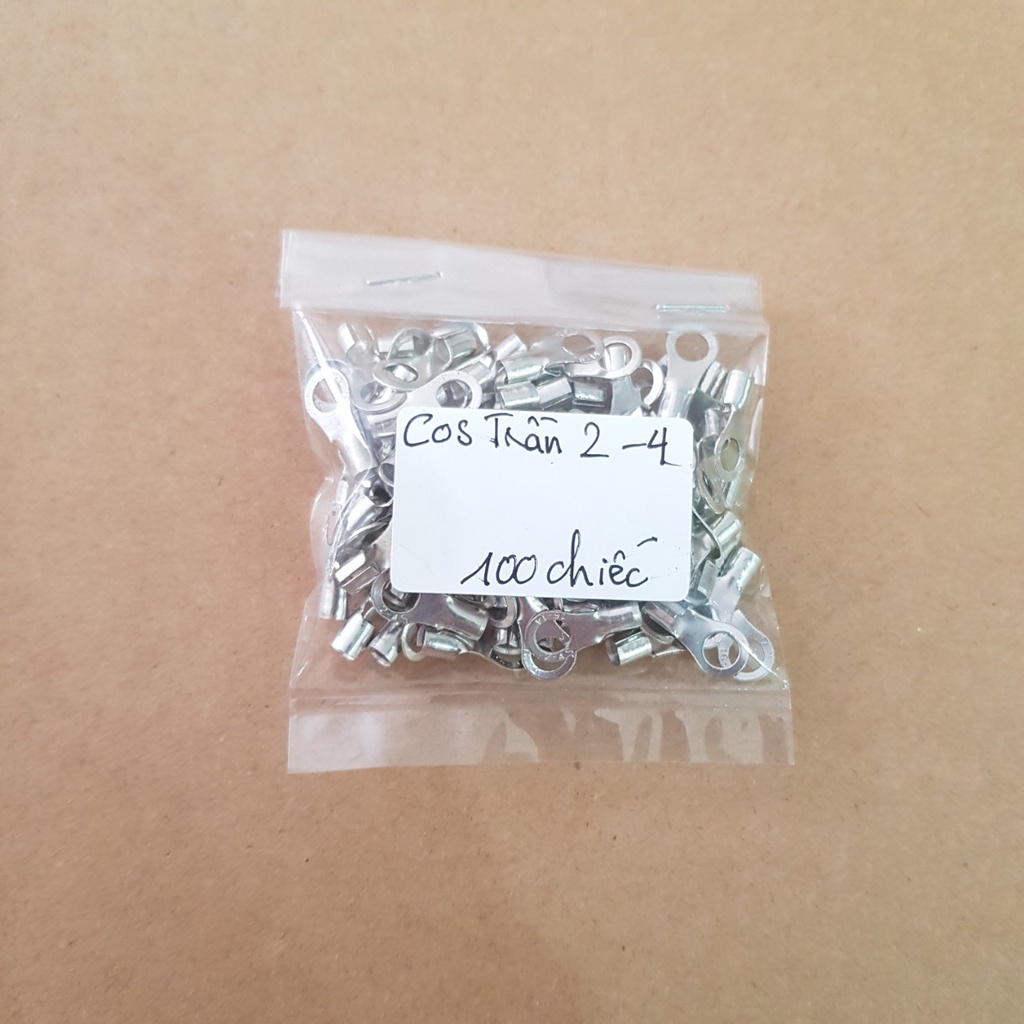 Cos Trần 2-4
100 chiếc